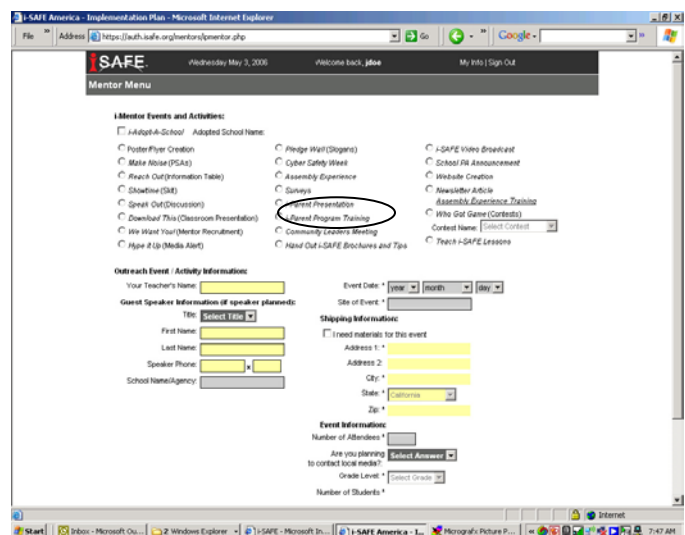 i-SAFE America - Implementation Plan - Microsoft Internet Explorer
File » Address https://auth.isafe.org/mentors/ipmentor.php Go » Google
i SAFE. Wednesday May 3, 2006 Welcome back, jdoe My Info | Sign Out
Mentor Menu
i-Mentor Events and Activities:
i-Adopt-A-School Adopted School Name:
Poster/Flyer Creation Pledge Wall (Slogans) i-SAFE Video Broadcast
Make Noise (PSAs) Cyber Safety Week School PA Announcement
Reach Out (Information Table) Assembly Experience Website Creation
Showtime (Skit) Surveys Newsletter Article
Speak Out (Discussion) i-Parent Presentation Assembly Experience Training
Download This (Classroom Presentation) i-Parent Program Training Who Got Game (Contests)
We Want You! (Mentor Recruitment) Community Leaders Meeting Contest Name: Select Contest
Hype it Up (Media Alert) Hand Out i-SAFE Brochures and Tips Teach i-SAFE Lessons
Outreach Event / Activity Information:
Your Teacher's Name: Event Date: * year month day
Guest Speaker Information (if speaker planned): Site of Event: *
Title: Select Title Shipping Information:
First Name: I need materials for this event
Last Name: Address 1: *
Speaker Phone: x Address 2:
School Name/Agency: City: *
State: * California
Zip: *
Event Information:
Number of Attendees *
Are you planning to contact local media?: Select Answer
Grade Level: * Select Grade
Number of Students *
Internet
Start Inbox - Microsoft Ou... 2 Windows Explorer i-SAFE - Microsoft In... i-SAFE America - I... Micrografx Picture P... « 7:47 AM